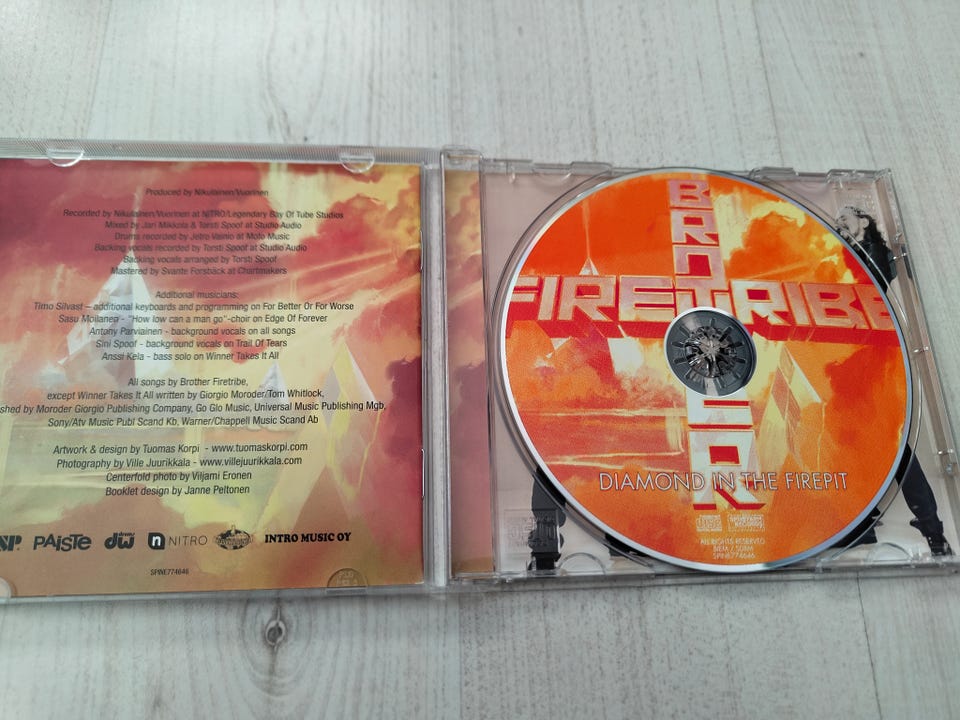 Produced by Nikulainen/Vuorinen
Recorded by Nikulainen/Vuorinen at NITRO/Legendary Bay Of Tube Studios
Mixed by Jari Mikkola & Torsti Spoof at Studio Audio
Drums recorded by Jetro Vainio at Moto Music
Backing vocals recorded by Torsti Spoof at Studio Audio
Backing vocals arranged by Torsti Spoof
Mastered by Svante Forsbäck at Chartmakers
Additional musicians:
Timo Silvast – additional keyboards and programming on For Better Or For Worse
Sasu Moilanen - "How low can a man go"-choir on Edge Of Forever
Antony Parviainen - background vocals on all songs
Sini Spoof - background vocals on Trail Of Tears
Anssi Kela - bass solo on Winner Takes It All
All songs by Brother Firetribe,
except Winner Takes It All written by Giorgio Moroder/Tom Whitlock,
shed by Moroder Giorgio Publishing Company, Go Glo Music, Universal Music Publishing Mgb,
Sony/Atv Music Publ Scand Kb, Warner/Chappell Music Scand Ab
Artwork & design by Tuomas Korpi - www.tuomaskorpi.com
Photography by Ville Juurikkala - www.villejuurikkala.com
Centerfold photo by Viljami Eronen
Booklet design by Janne Peltonen
PAiSTe dw n NITRO INTRO MUSIC OY
SPINE774646
BROTHER
FIRETRIBE
DIAMOND IN THE FIREPIT
ALL RIGHTS RESERVED
BIEM / SDRM
SPINE774646